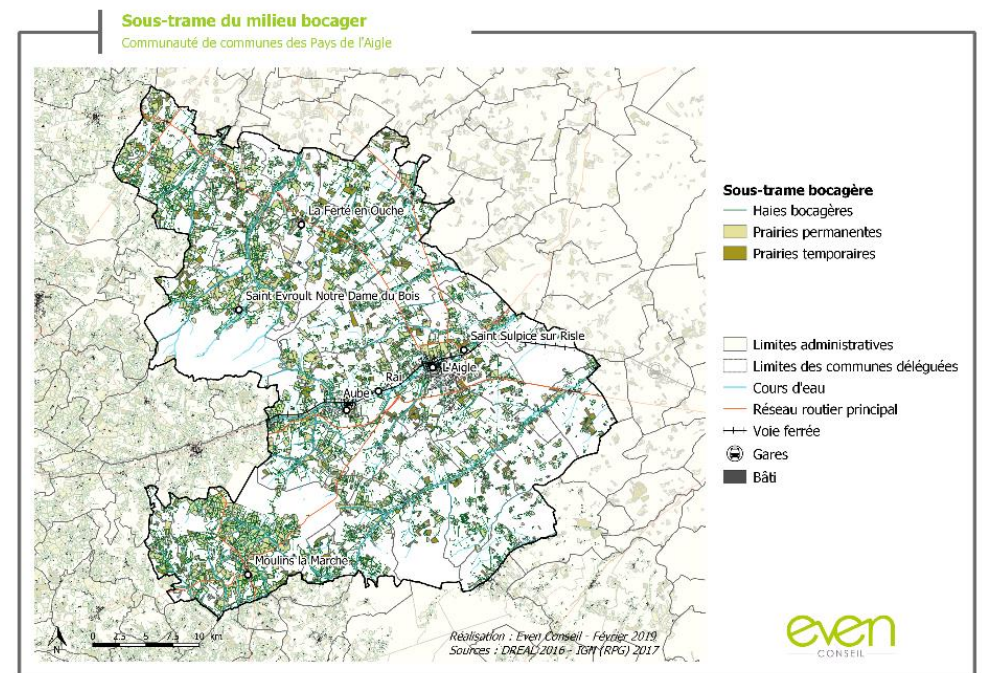 Sous-trame du milieu bocager
Communauté de communes des Pays de l'Aigle
La Ferté en Ouche
Saint Evroult Notre Dame du Bois
Saint Sulpice sur Risle
L'Aigle
Rai
Aube
Moulins la Marche
0 2,5 5 7,5 10 km
N
Réalisation : Even Conseil - Février 2019
Sources : DREAL 2016 - IGN (RPG) 2017
Sous-trame bocagère
Haies bocagères
Prairies permanentes
Prairies temporaires
Limites administratives
Limites des communes déléguées
Cours d'eau
Réseau routier principal
Voie ferrée
Gares
Bâti
even
CONSEIL